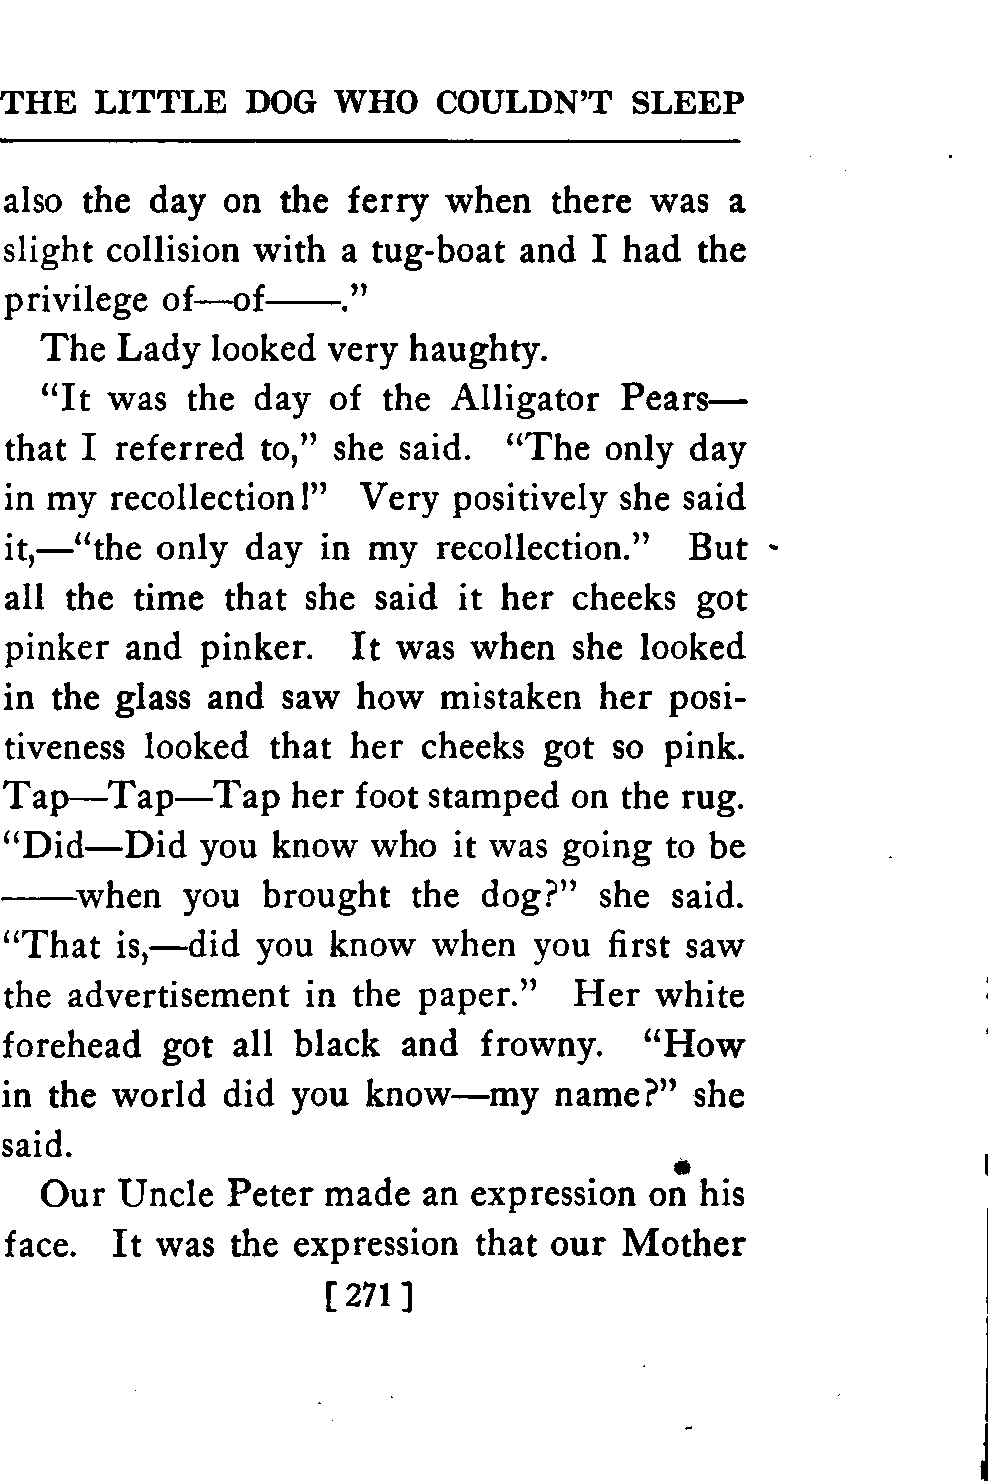 THE LITTLE DOG WHO COULDN'T SLEEP
also the day on the ferry when there was a
slight collision with a tug-boat and I had the
privilege of—of——."
The Lady looked very haughty.
"It was the day of the Alligator Pears—
that I referred to," she said. "The only day
in my recollection!" Very positively she said
it,—"the only day in my recollection." But
all the time that she said it her cheeks got
pinker and pinker. It was when she looked
in the glass and saw how mistaken her posi-
tiveness looked that her cheeks got so pink.
Tap—Tap—Tap her foot stamped on the rug.
"Did—Did you know who it was going to be
——when you brought the dog?" she said.
"That is,—did you know when you first saw
the advertisement in the paper." Her white
forehead got all black and frowny. "How
in the world did you know—my name?" she
said.
Our Uncle Peter made an expression on his
face. It was the expression that our Mother
[ 271 ]